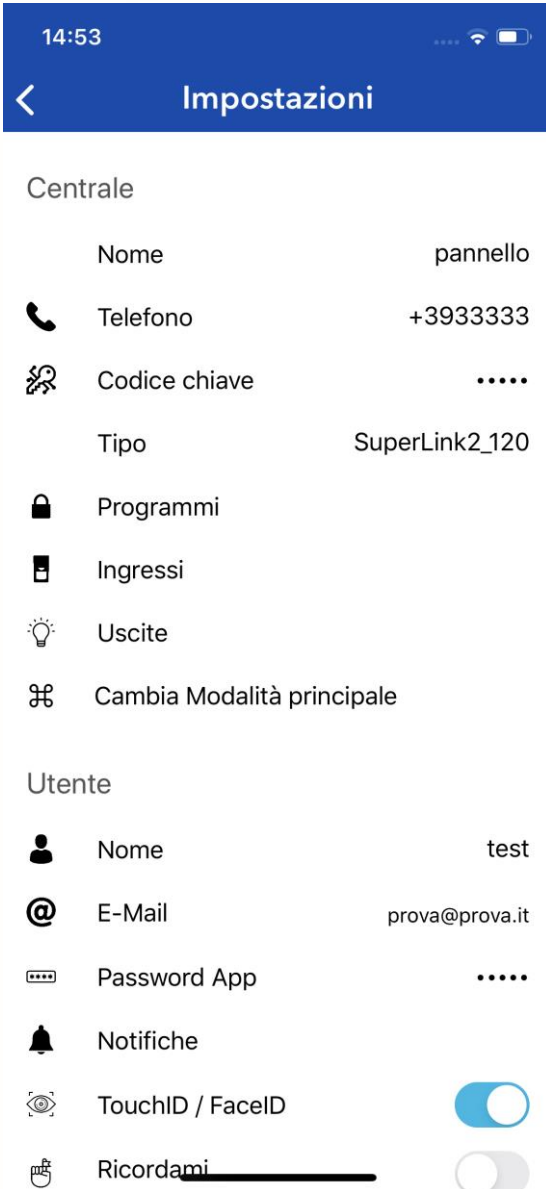 14:53
Impostazioni
Centrale
Nome pannello
Telefono +3933333
Codice chiave •••••
Tipo SuperLink2_120
Programmi
Ingressi
Uscite
Cambia Modalità principale
Utente
Nome test
E-Mail prova@prova.it
Password App •••••
Notifiche
TouchID / FaceID
Ricordami